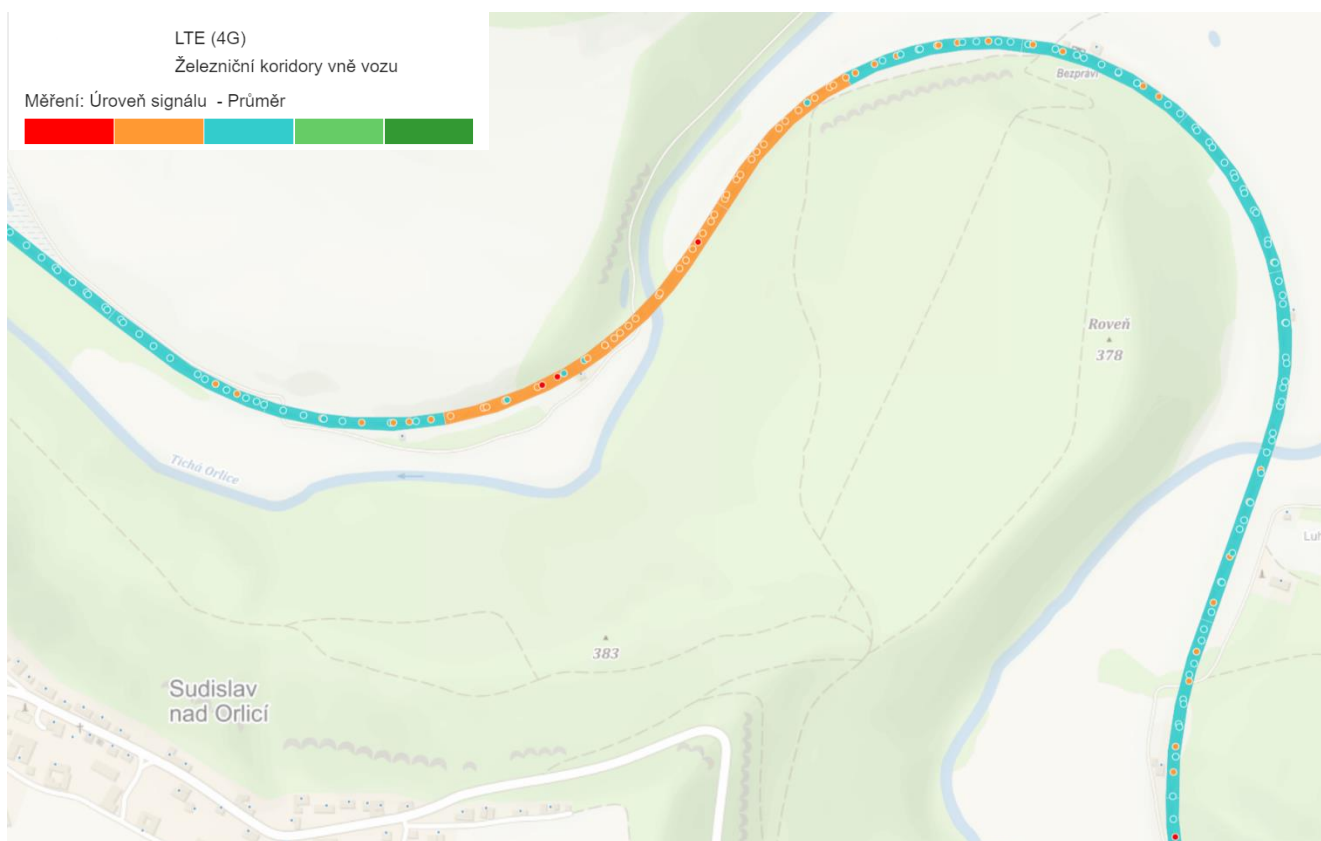 LTE (4G)
Železniční koridory vně vozu
Měření: Úroveň signálu - Průměr
Bezpráví
Roveň
378
Tichá Orlice
Luh
383
Sudislav
nad Orlicí